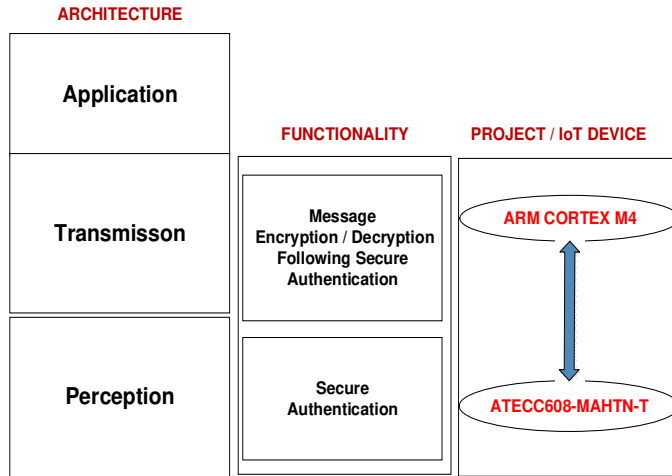 ARCHITECTURE
Application
Transmisson
Perception
FUNCTIONALITY
Message
Encryption / Decryption
Following Secure
Authentication
Secure
Authentication
PROJECT / IoT DEVICE
ARM CORTEX M4
ATECC608-MAHTN-T